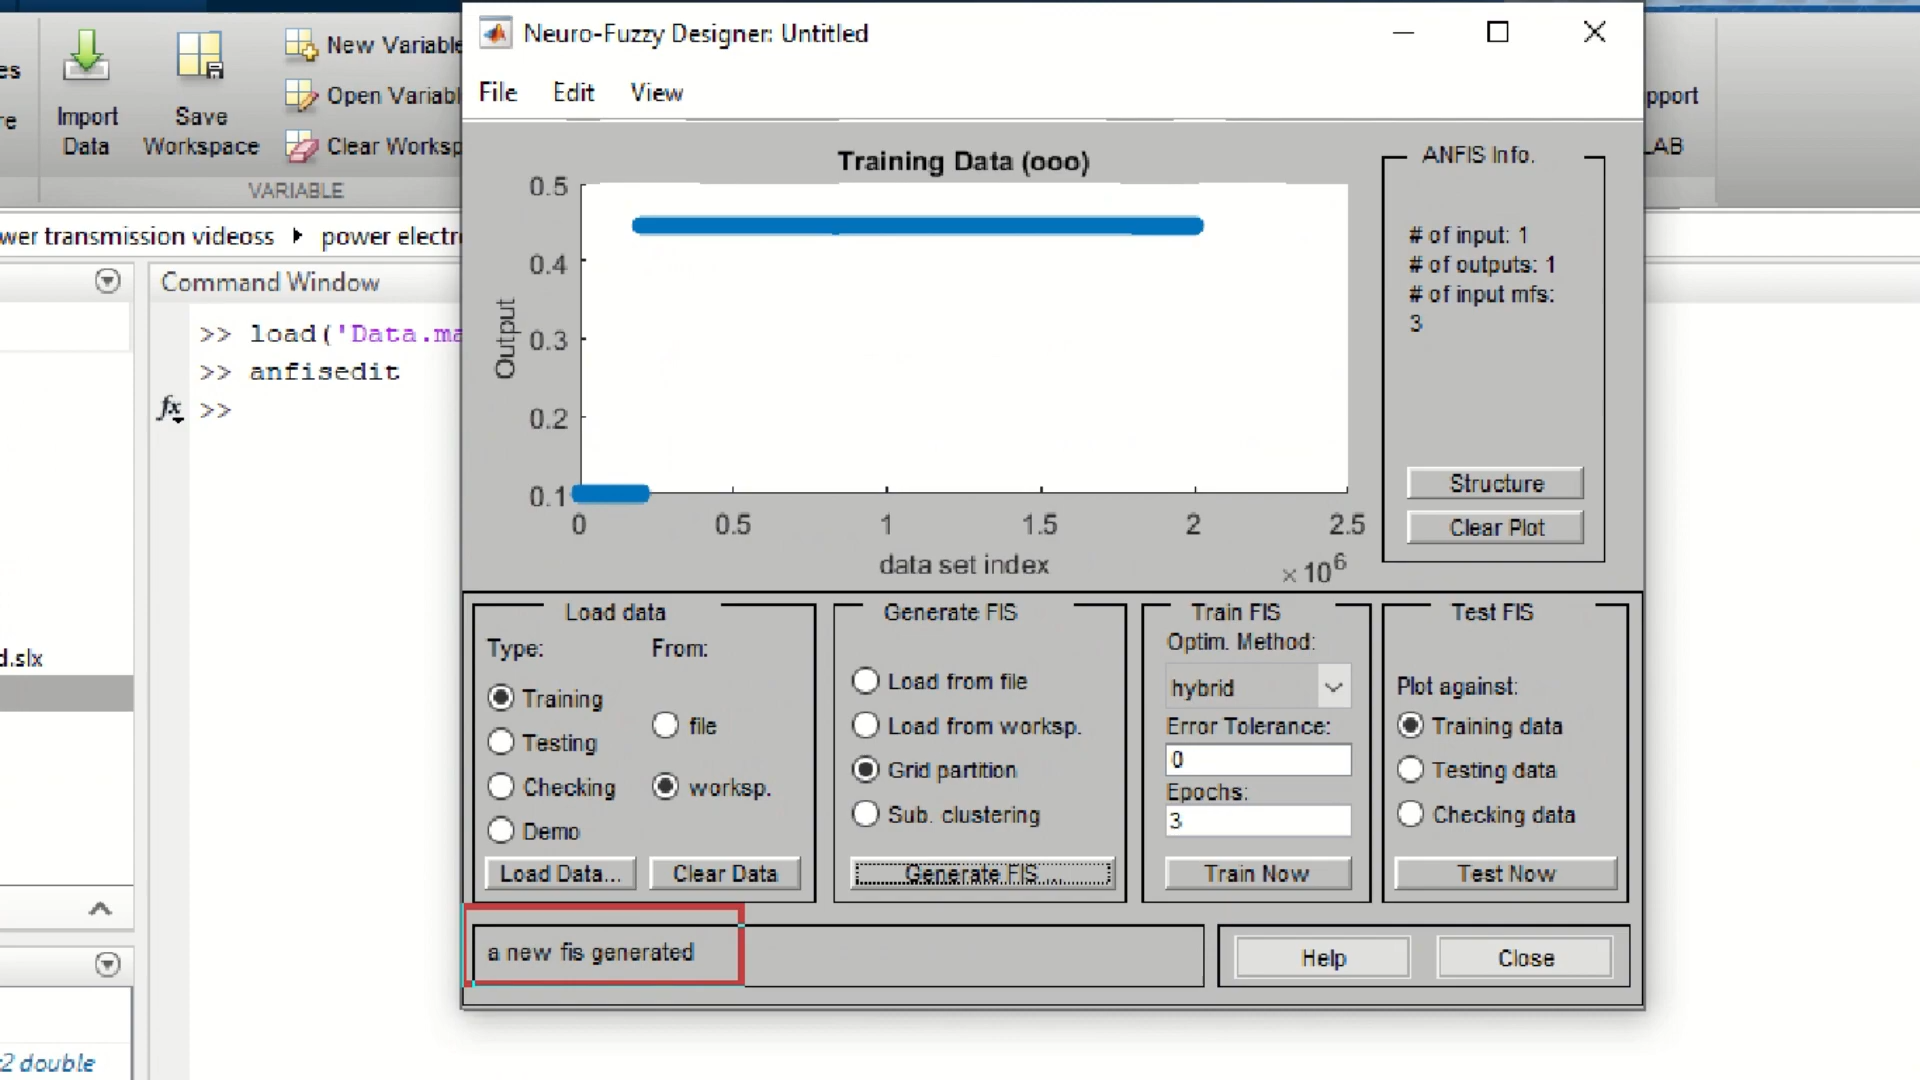 Neuro-Fuzzy Designer: Untitled
File Edit View
es
re
Import
Data
Save
Workspace
New Variable
Open Variabl
Clear Worksp
VARIABLE
pport
LAB
wer transmission videoss power electr
Command Window
>> load('Data.ma
>> anfisedit
fx >>
d.slx
2 double
Training Data (ooo)
Output
0.5
0.4
0.3
0.2
0.1
0 0.5 1 1.5 2 2.5
data set index
×10^6
ANFIS Info.
# of input: 1
# of outputs: 1
# of input mfs:
3
Structure
Clear Plot
Load data
Type: From:
Training
Testing
Checking
Demo
file
worksp.
Load Data... Clear Data
Generate FIS
Load from file
Load from worksp.
Grid partition
Sub. clustering
Generate FIS ...
Train FIS
Optim. Method:
hybrid
Error Tolerance:
0
Epochs:
3
Train Now
Test FIS
Plot against:
Training data
Testing data
Checking data
Test Now
a new fis generated
Help Close